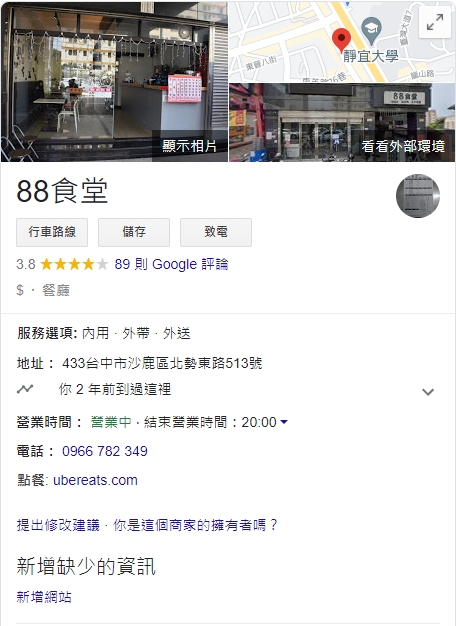 靜宜大學
東晉八街
88食堂
顯示相片
看看外部環境
88食堂
行車路線
儲存
致電
3.8 89 則 Google 評論
$ · 餐廳
服務選項: 內用 · 外帶 · 外送
地址： 433台中市沙鹿區北勢東路513號
你 2 年前到過這裡
營業時間： 營業中 · 結束營業時間：20:00
電話： 0966 782 349
點餐: ubereats.com
提出修改建議 · 你是這個商家的擁有者嗎？
新增缺少的資訊
新增網站